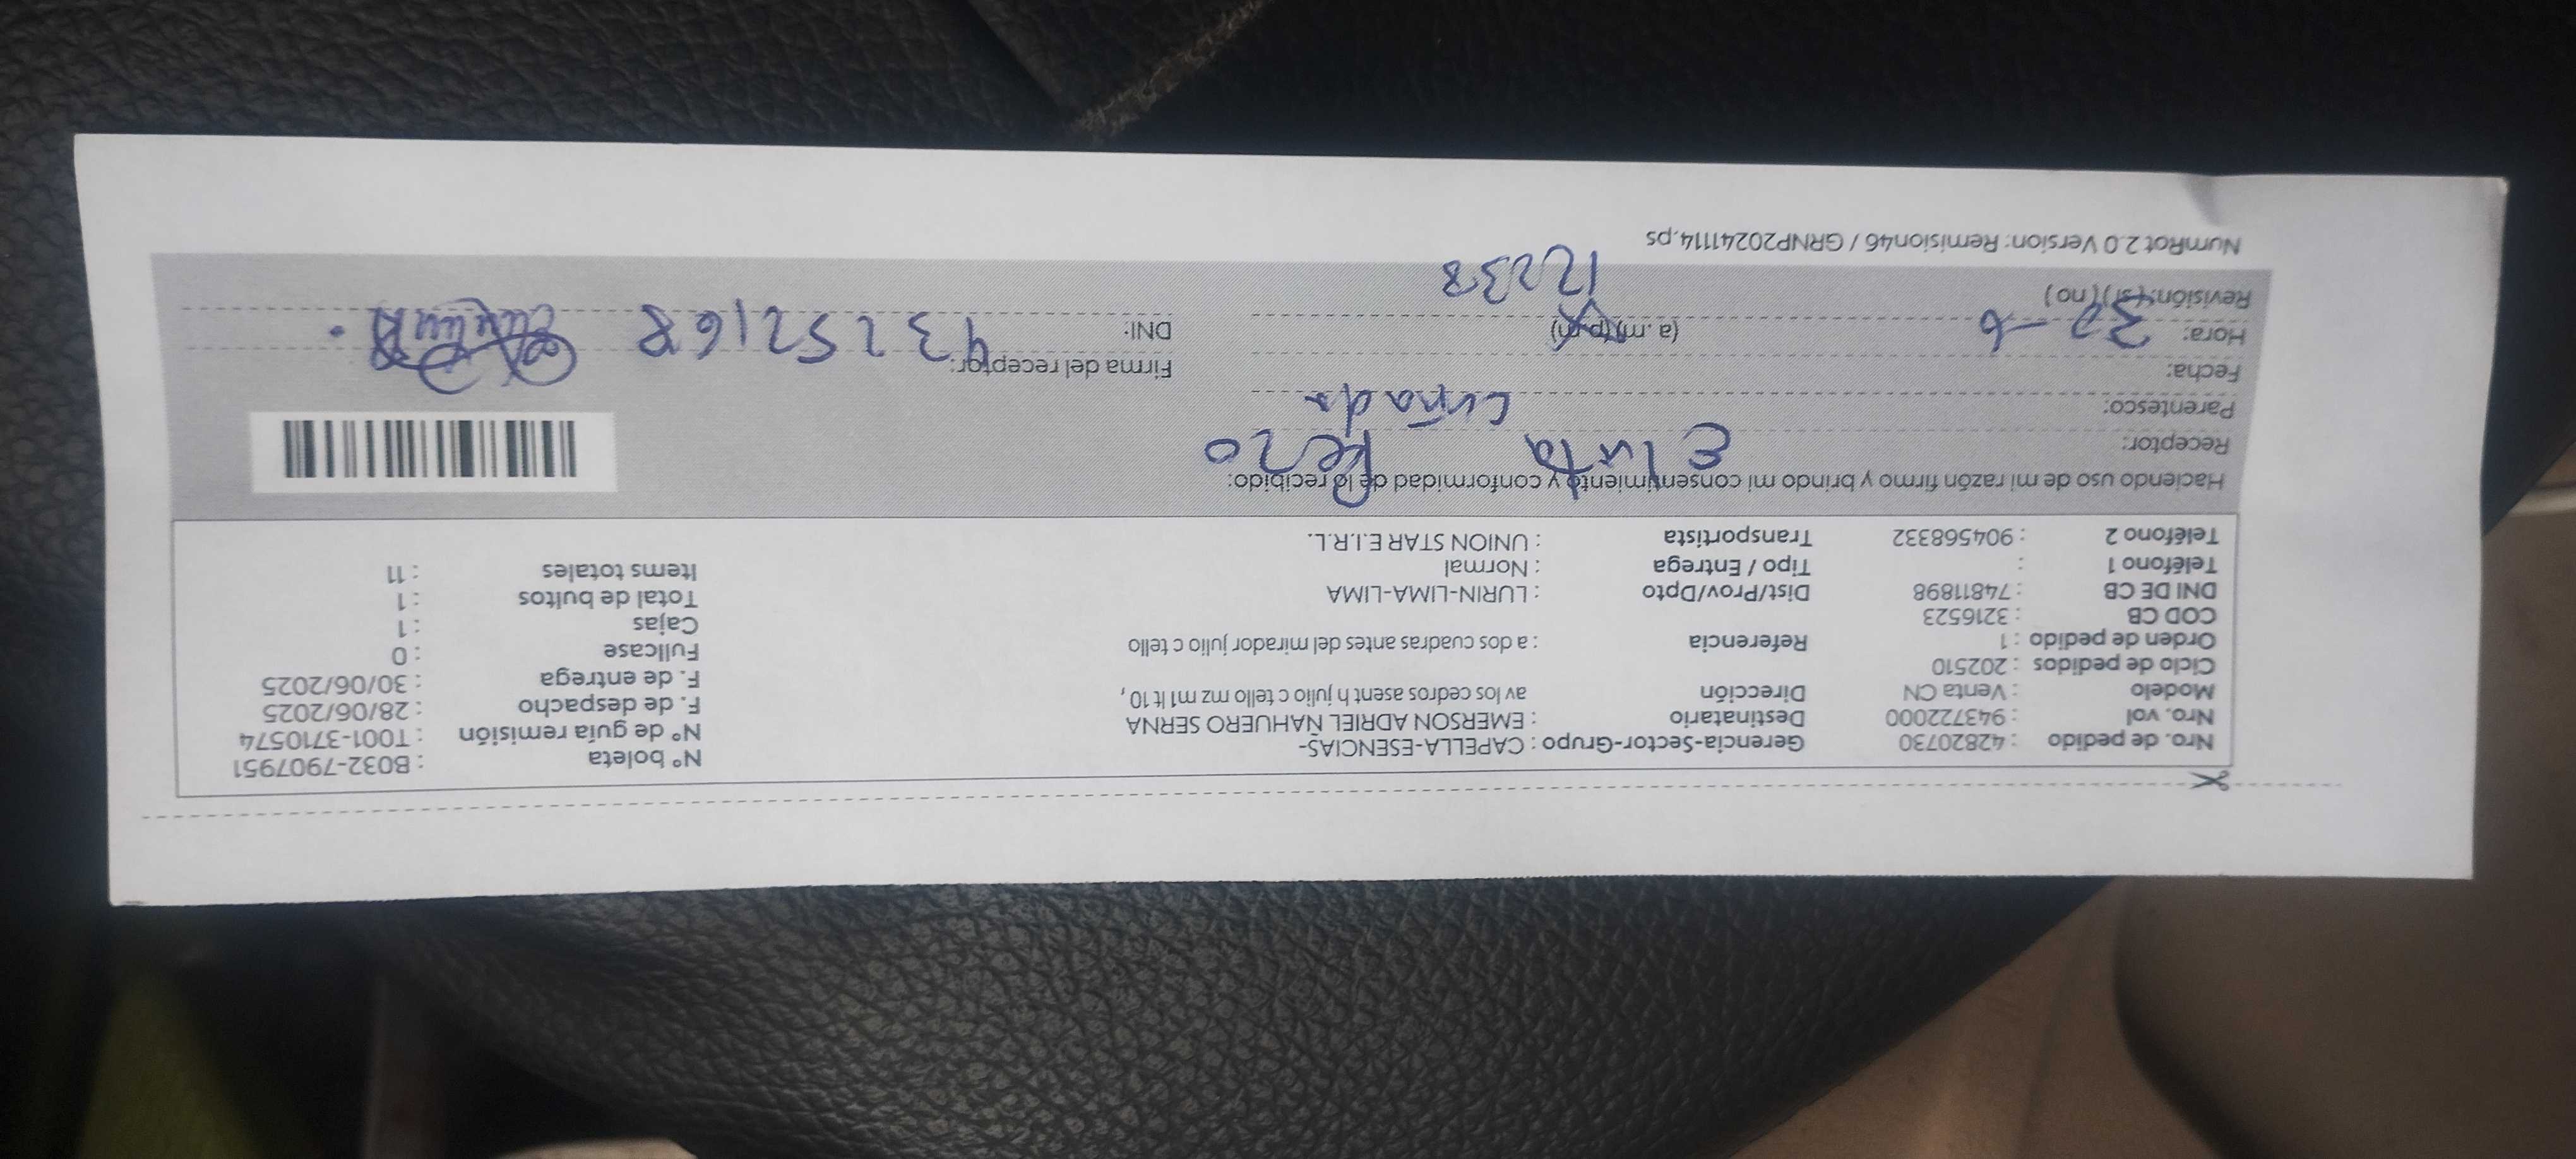 Nro. de pedido : 42820730 Gerencia-Sector-Grupo : CAPELLA-ESENCIAS- N° boleta : B032-7907951
Nro. vol : 943722000 Destinatario : EMERSON ADRIEL ÑAHUERO SERNA N° de guía remisión : T001-3710574
Modelo : Venta CN Dirección av los cedros asent h julio c tello mz m1 lt 10 , F. de despacho : 28/06/2025
Ciclo de pedidos : 202510 F. de entrega : 30/06/2025
Orden de pedido : 1 Referencia : a dos cuadras antes del mirador julio c tello Fullcase : 0
COD CB : 3216523 Cajas : 1
DNI DE CB : 74811898 Dist/Prov/Dpto : LURIN-LIMA-LIMA Total de bultos : 1
Teléfono 1 : Tipo / Entrega : Normal Items totales : 11
Teléfono 2 : 904568332 Transportista : UNION STAR E.I.R.L.
Haciendo uso de mi razón firmo y brindo mi consentimiento y conformidad de lo recibido:
Receptor:
Parentesco: cuñada
Fecha: Firma del receptor:
Hora: 30-6 (a. m)(p.m) DNI: 43252168
Revisión:(si)(no) 12238
NumRot 2.0 Version: Remision46 / GRNP20241114.ps